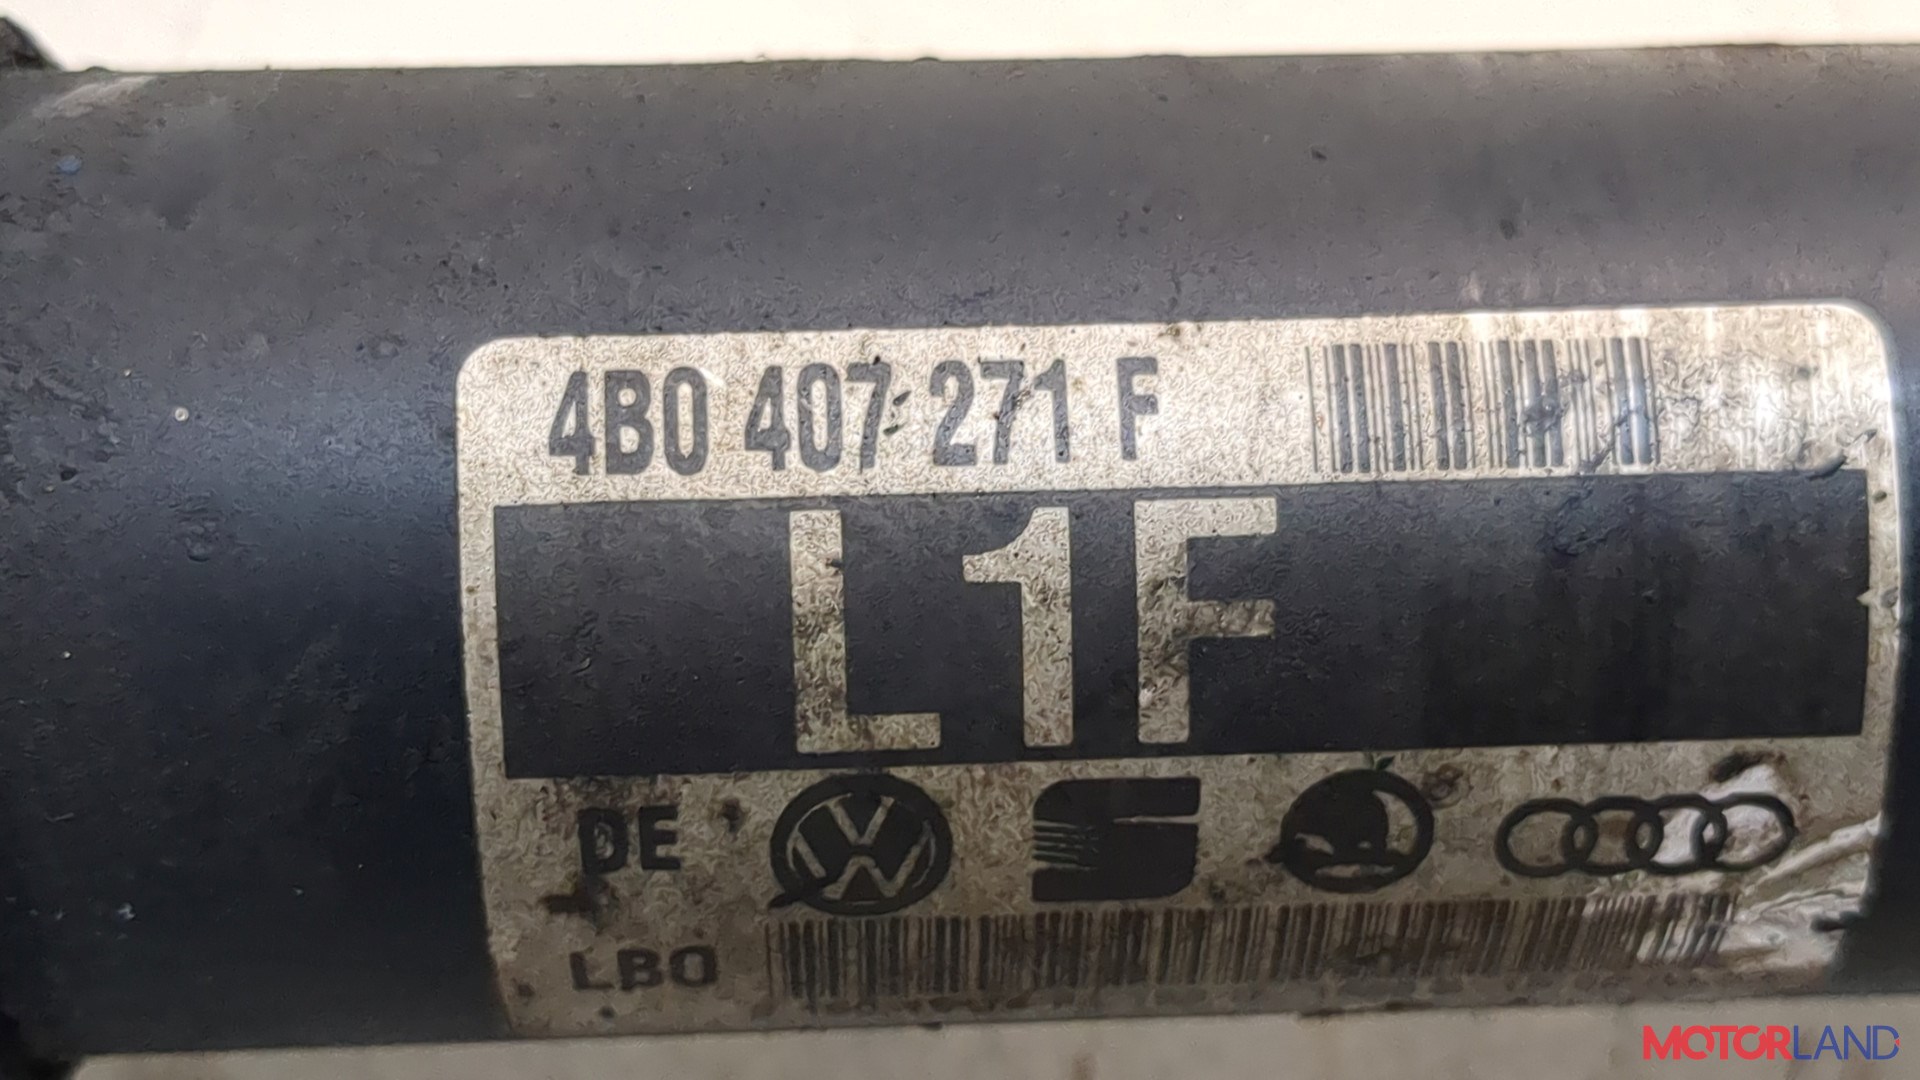 4B0 407 271 F
L1F
DE
LBO
MOTORLAND